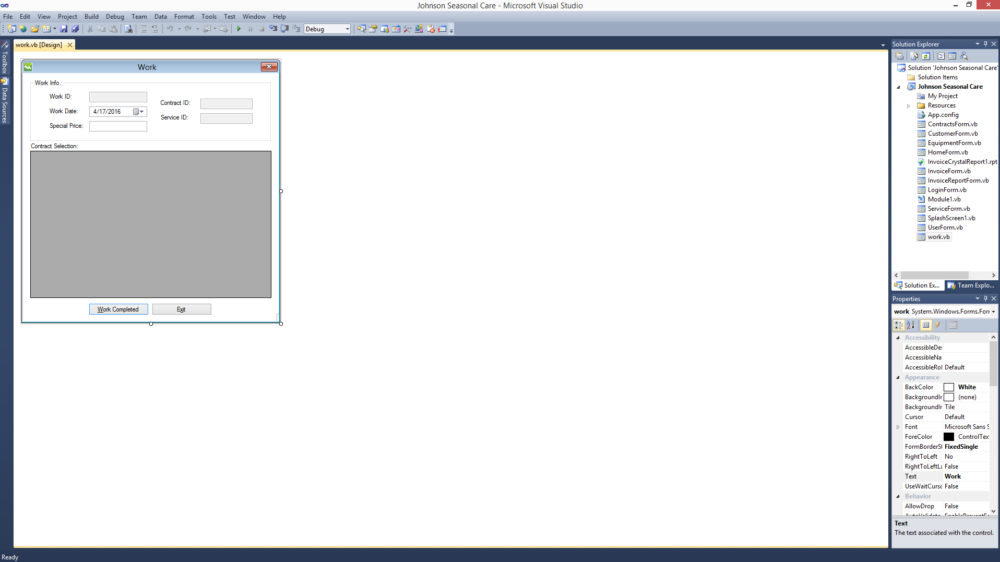 Johnson Seasonal Care - Microsoft Visual Studio
File Edit View Project Build Debug Team Data Format Tools Test Window Help
Debug
work.vb [Design]
Toolbox
Data Sources
Work
Work Info.:
Work ID:
Work Date: 4/17/2016
Special Price:
Contract ID:
Service ID:
Contract Selection:
Work Completed Exit
Solution Explorer
Solution 'Johnson Seasonal Care'
Solution Items
Johnson Seasonal Care
My Project
Resources
App.config
ContractsForm.vb
CustomerForm.vb
EquipmentForm.vb
HomeForm.vb
InvoiceCrystalReport1.rpt
InvoiceForm.vb
InvoiceReportForm.vb
LoginForm.vb
Module1.vb
ServiceForm.vb
SplashScreen1.vb
UserForm.vb
work.vb
Solution Ex... Team Explo...
Properties
work System.Windows.Forms.For
Accessibility
AccessibleDes
AccessibleNa
AccessibleRol Default
Appearance
BackColor White
BackgroundIr (none)
BackgroundIr Tile
Cursor Default
Font Microsoft Sans S
ForeColor ControlTex
FormBorderSt FixedSingle
RightToLeft No
RightToLeftLa False
Text Work
UseWaitCursc False
Behavior
AllowDrop False
Text
The text associated with the control.
Ready